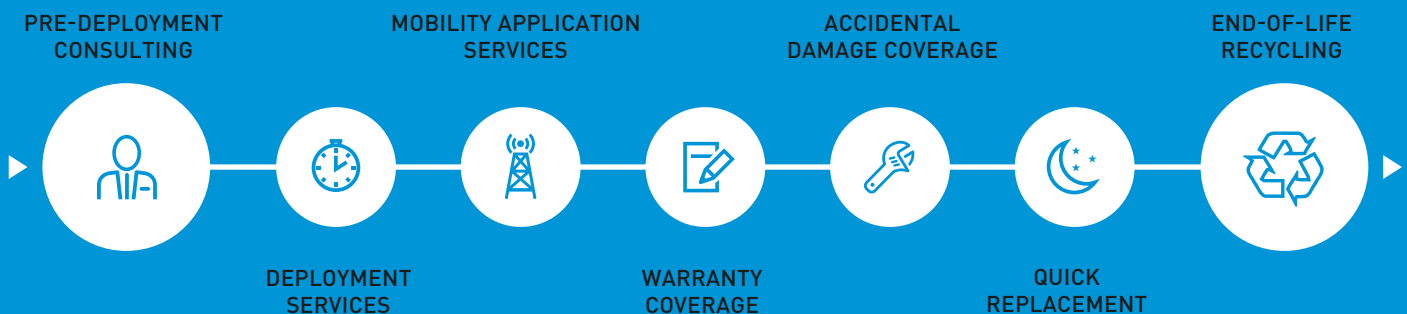 PRE-DEPLOYMENT
CONSULTING
DEPLOYMENT
SERVICES
MOBILITY APPLICATION
SERVICES
WARRANTY
COVERAGE
ACCIDENTAL
DAMAGE COVERAGE
QUICK
REPLACEMENT
END-OF-LIFE
RECYCLING